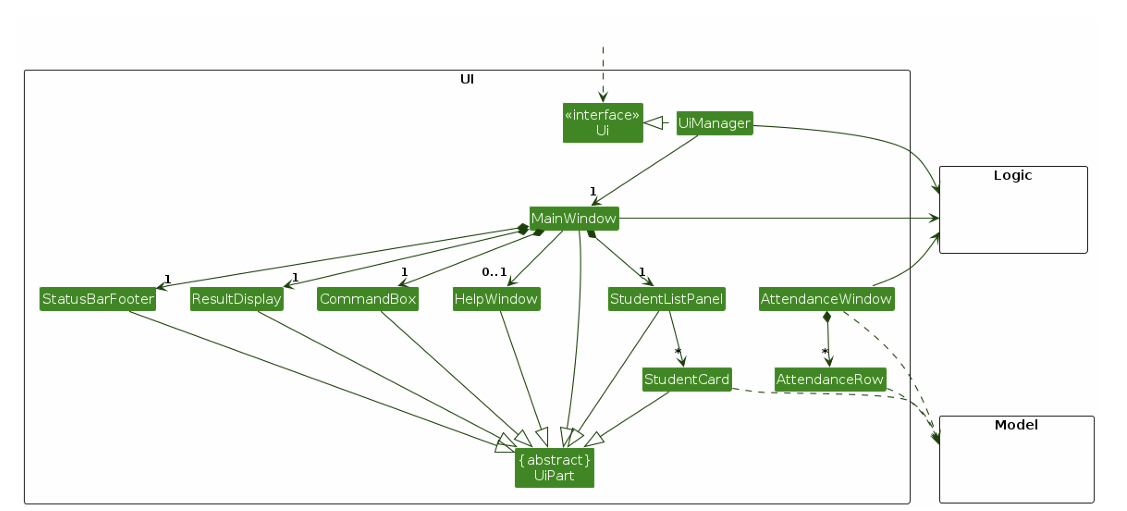 UI
«interface»
Ui
UiManager
Logic
1
MainWindow
1
1
1
0..1
1
StatusBarFooter
ResultDisplay
CommandBox
HelpWindow
StudentListPanel
AttendanceWindow
*
*
StudentCard
AttendanceRow
Model
{abstract}
UiPart